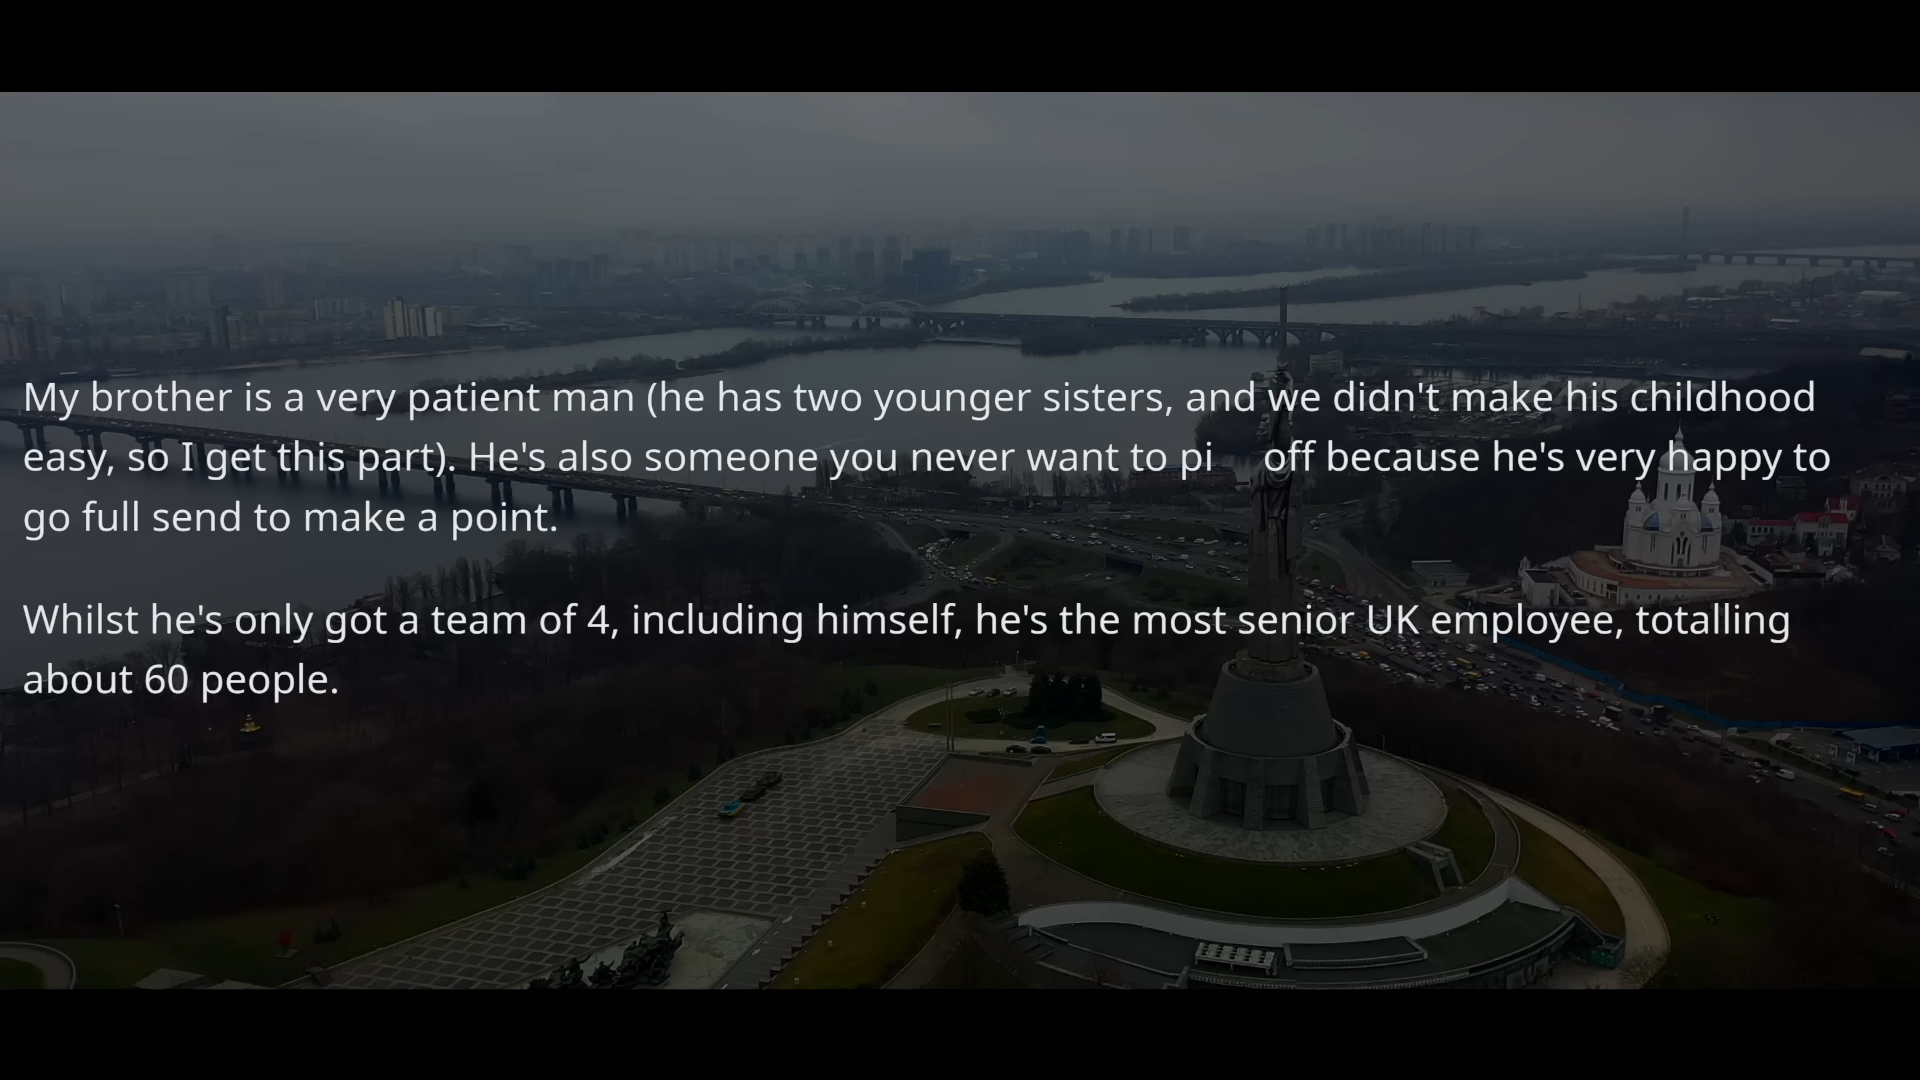 My brother is a very patient man (he has two younger sisters, and we didn't make his childhood
easy, so I get this part). He's also someone you never want to pi    off because he's very happy to
go full send to make a point.
Whilst he's only got a team of 4, including himself, he's the most senior UK employee, totalling
about 60 people.